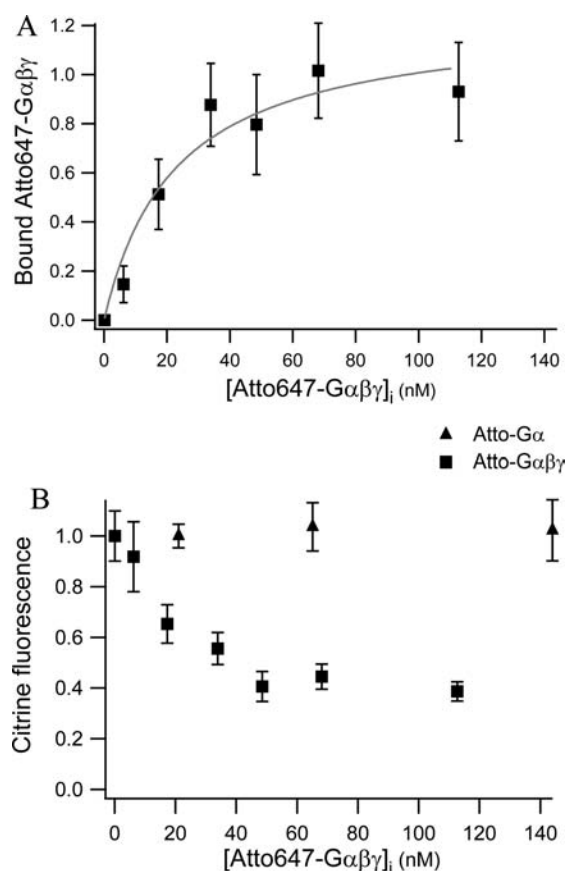 A
1.2
1.0
0.8
0.6
0.4
0.2
0.0
Bound Atto647-Gαβγ
0 20 40 60 80 100 120 140
[Atto647-Gαβγ]i (nM)
▲ Atto-Gα
■ Atto-Gαβγ
B
1.0
0.8
0.6
0.4
0.2
0.0
Citrine fluorescence
0 20 40 60 80 100 120 140
[Atto647-Gαβγ]i (nM)